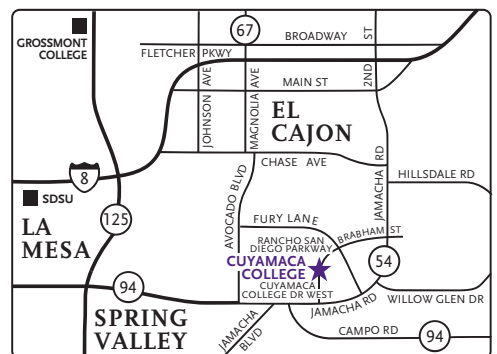 GROSSMONT
COLLEGE
67
BROADWAY
2ND ST
FLETCHER PKWY
JOHNSON AVE
MAGNOLIA AVE
MAIN ST
EL
CAJON
CHASE AVE
JAMACHA RD
8
HILLSDALE RD
SDSU
AVOCADO BLVD
LA
MESA
125
FURY LANE
BRABHAM ST
RANCHO SAN
DIEGO PARKWAY
CUYAMACA
COLLEGE
54
CUYAMACA
COLLEGE DR WEST
94
WILLOW GLEN DR
JAMACHA RD
SPRING
VALLEY
JAMACHA
BLVD
CAMPO RD
94